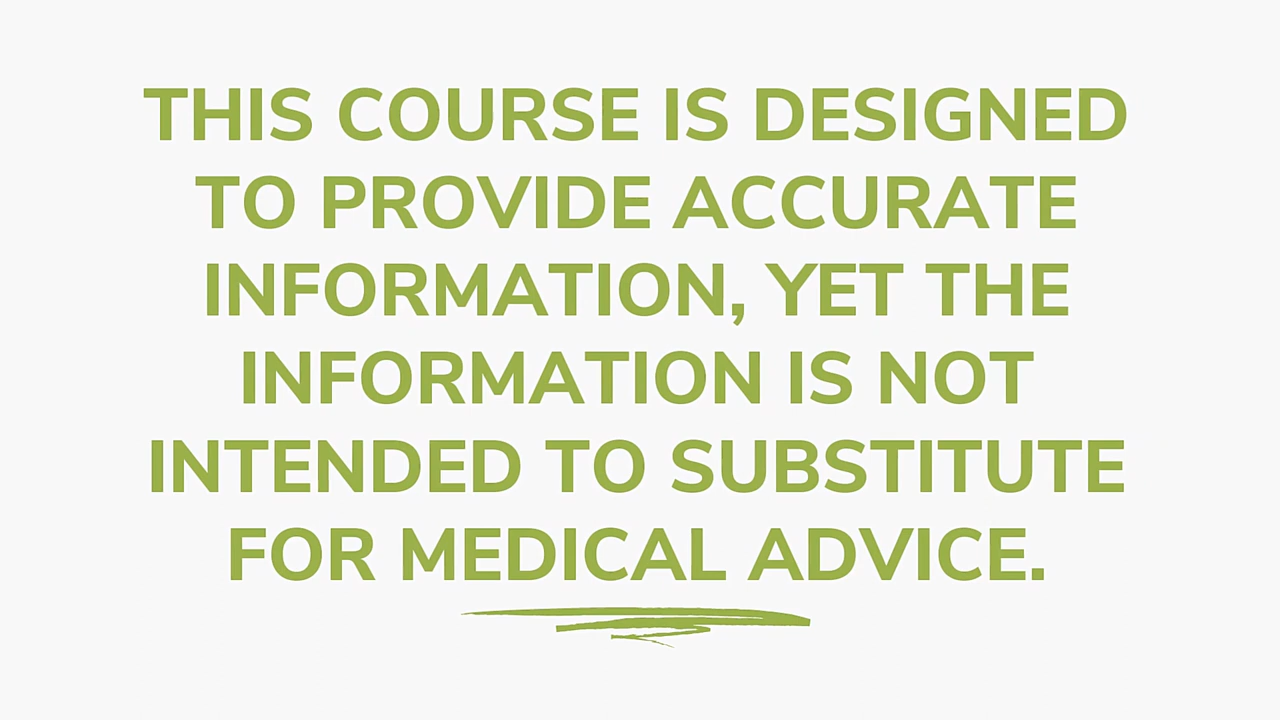 THIS COURSE IS DESIGNED
TO PROVIDE ACCURATE
INFORMATION, YET THE
INFORMATION IS NOT
INTENDED TO SUBSTITUTE
FOR MEDICAL ADVICE.